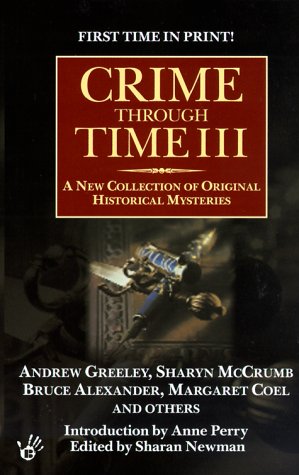 FIRST TIME IN PRINT!
CRIME
THROUGH
TIME III
A NEW COLLECTION OF ORIGINAL
HISTORICAL MYSTERIES
ANDREW GREELEY, SHARYN MCCRUMB
BRUCE ALEXANDER, MARGARET COEL
AND OTHERS
Introduction by Anne Perry
Edited by Sharan Newman